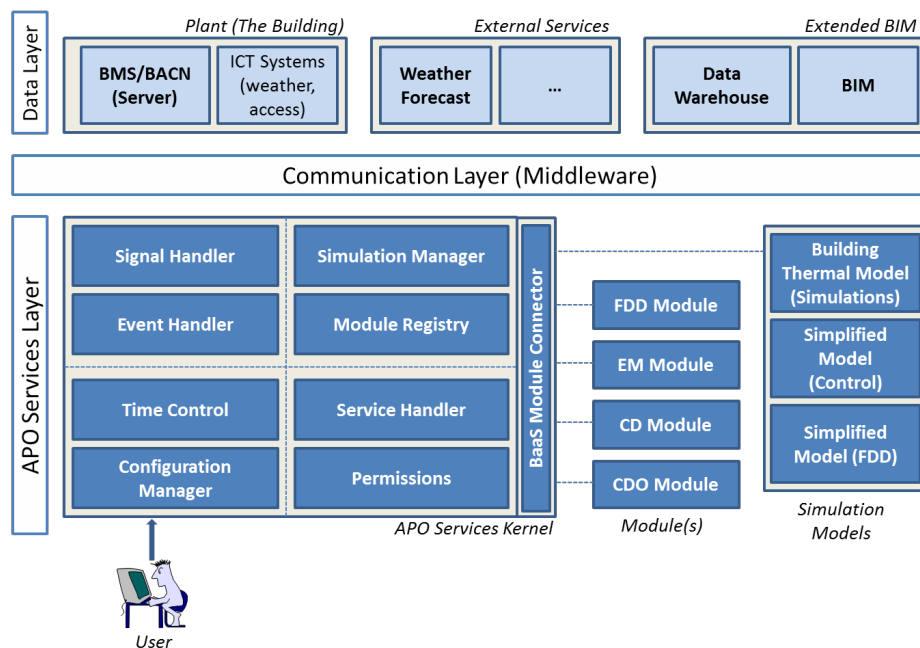 Plant (The Building)
External Services
Extended BIM
Data Layer
BMS/BACN
(Server)
ICT Systems
(weather,
access)
Weather
Forecast
...
Data
Warehouse
BIM
Communication Layer (Middleware)
APO Services Layer
Signal Handler
Simulation Manager
Event Handler
Module Registry
Time Control
Service Handler
Configuration
Manager
Permissions
BaaS Module Connector
APO Services Kernel
FDD Module
EM Module
CD Module
CDO Module
Module(s)
Building
Thermal Model
(Simulations)
Simplified
Model
(Control)
Simplified
Model (FDD)
Simulation
Models
User